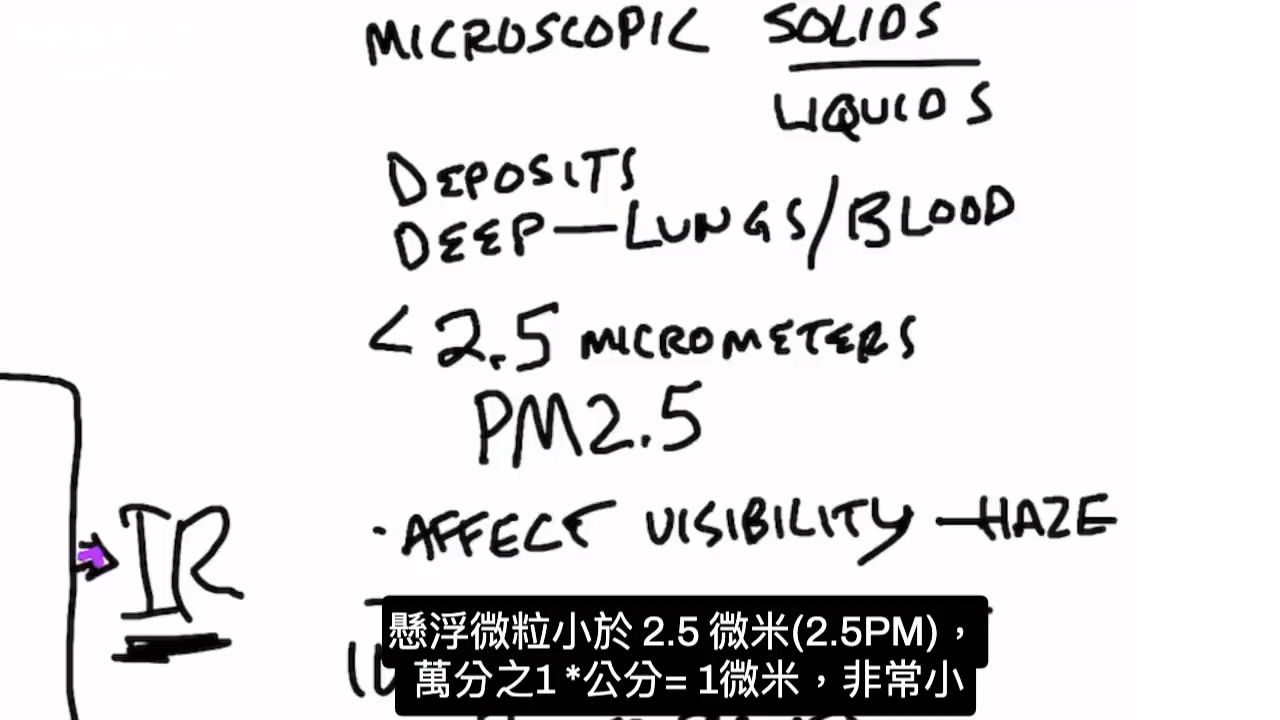 MICROSCOPIC SOLIDS
LIQUIDS
DEPOSITS
DEEP—LUNGS/BLOOD
< 2.5 MICROMETERS
PM2.5
· AFFECT VISIBILITY —HAZE
IR
懸浮微粒小於 2.5 微米(2.5PM)，
萬分之1 *公分= 1微米，非常小